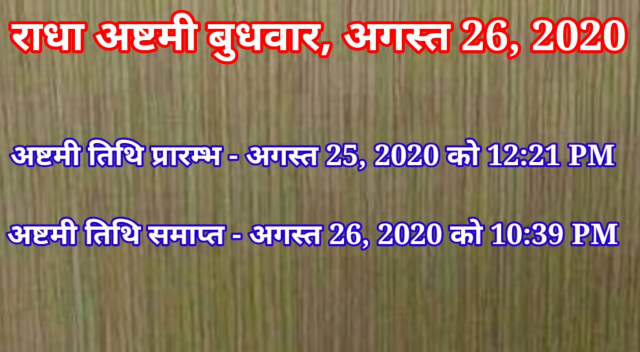 राधा अष्टमी बुधवार, अगस्त 26, 2020
अष्टमी तिथि प्रारम्भ - अगस्त 25, 2020 को 12:21 PM
अष्टमी तिथि समाप्त - अगस्त 26, 2020 को 10:39 PM